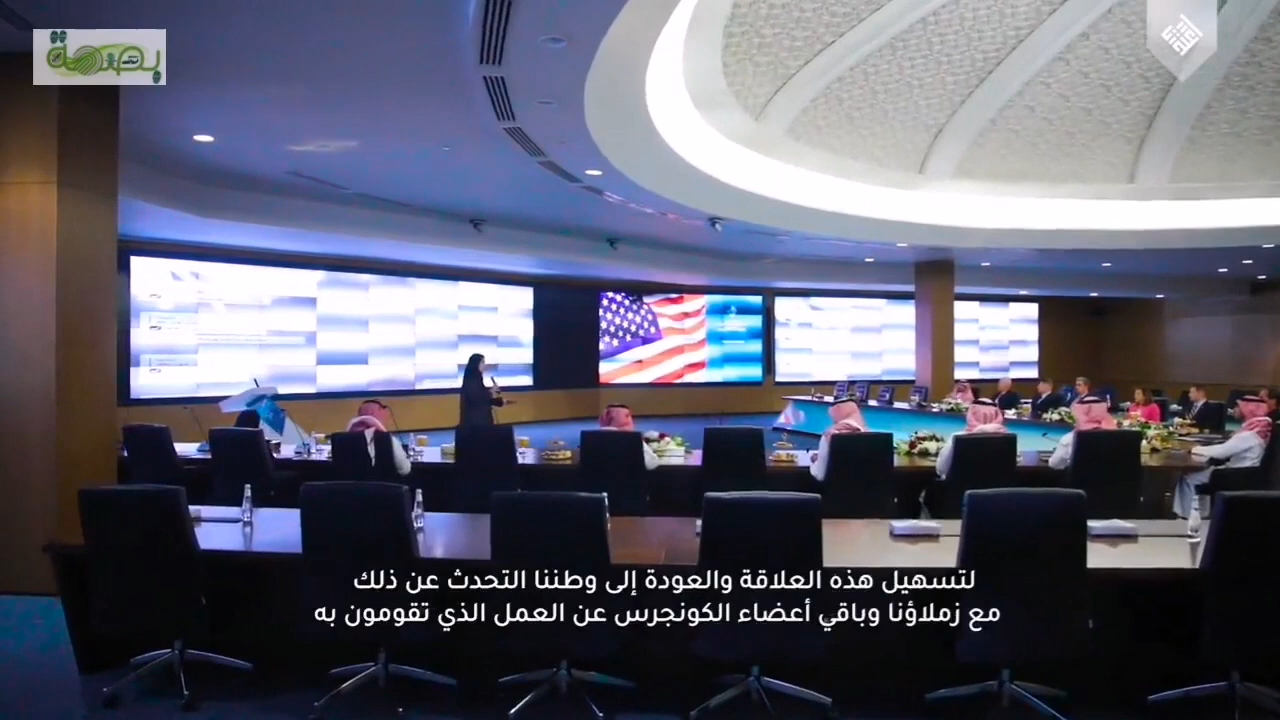 بصمة
لتسهيل هذه العلاقة والعودة إلى وطننا التحدث عن ذلك
مع زملاؤنا وباقي أعضاء الكونجرس عن العمل الذي تقومون به